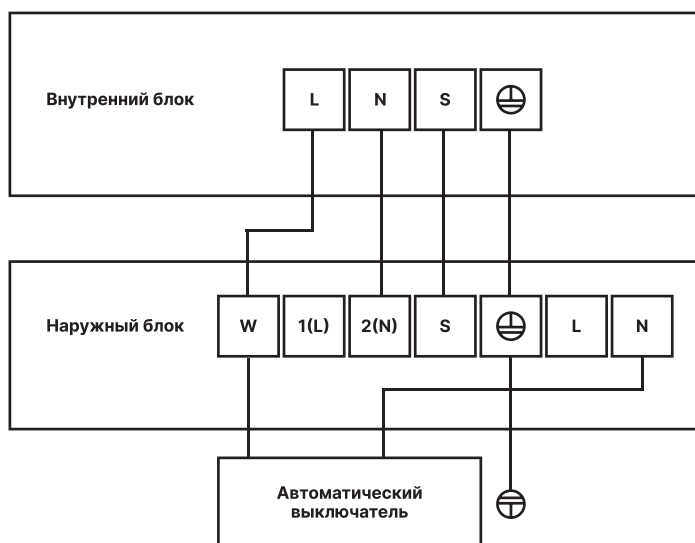 Внутренний блок
L N S
Наружный блок
W 1(L) 2(N) S L N
Автоматический
выключатель